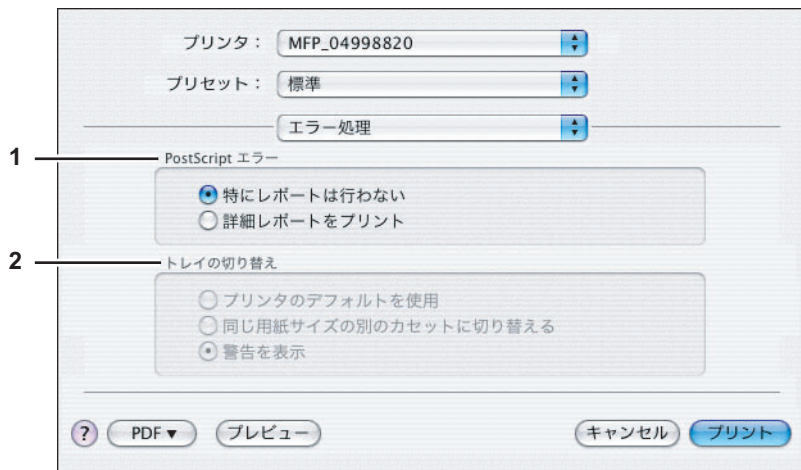 プリンタ： MFP_04998820
プリセット： 標準
エラー処理
1 PostScript エラー
特にレポートは行わない
詳細レポートをプリント
2 トレイの切り替え
プリンタのデフォルトを使用
同じ用紙サイズの別のカセットに切り替える
警告を表示
? PDF▼ プレビュー キャンセル プリント